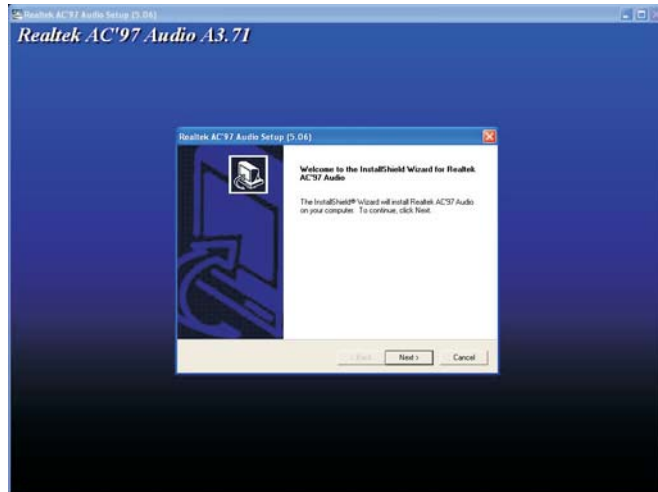 Realtek AC'97 Audio Setup (5.06)
Realtek AC'97 Audio A3.71
Realtek AC'97 Audio Setup (5.06)
Welcome to the InstallShield Wizard for Realtek
AC'97 Audio
The InstallShield® Wizard will install Realtek AC'97 Audio
on your computer. To continue, click Next.
< Back
Next >
Cancel